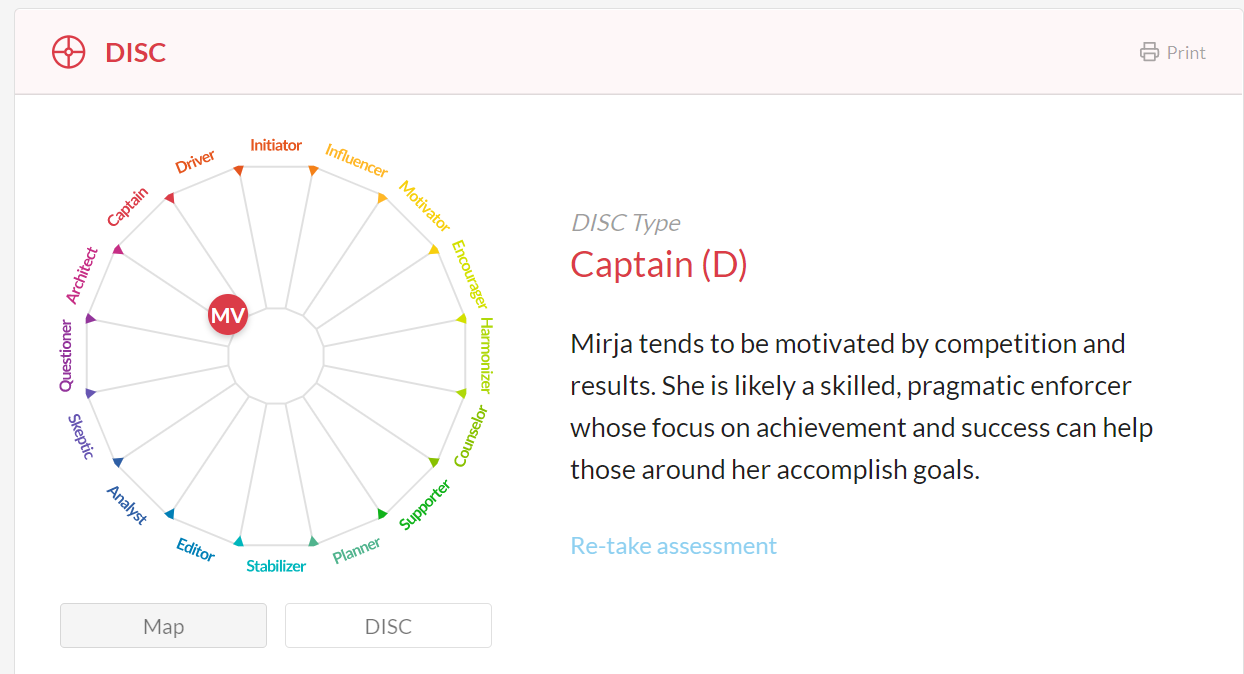 DISC
Print
Initiator
Influencer
Motivator
Encourager
Harmonizer
Counselor
Supporter
Planner
Stabilizer
Editor
Analyst
Skeptic
Questioner
Architect
Captain
Driver
MV
Map
DISC
DISC Type
Captain (D)
Mirja tends to be motivated by competition and
results. She is likely a skilled, pragmatic enforcer
whose focus on achievement and success can help
those around her accomplish goals.
Re-take assessment